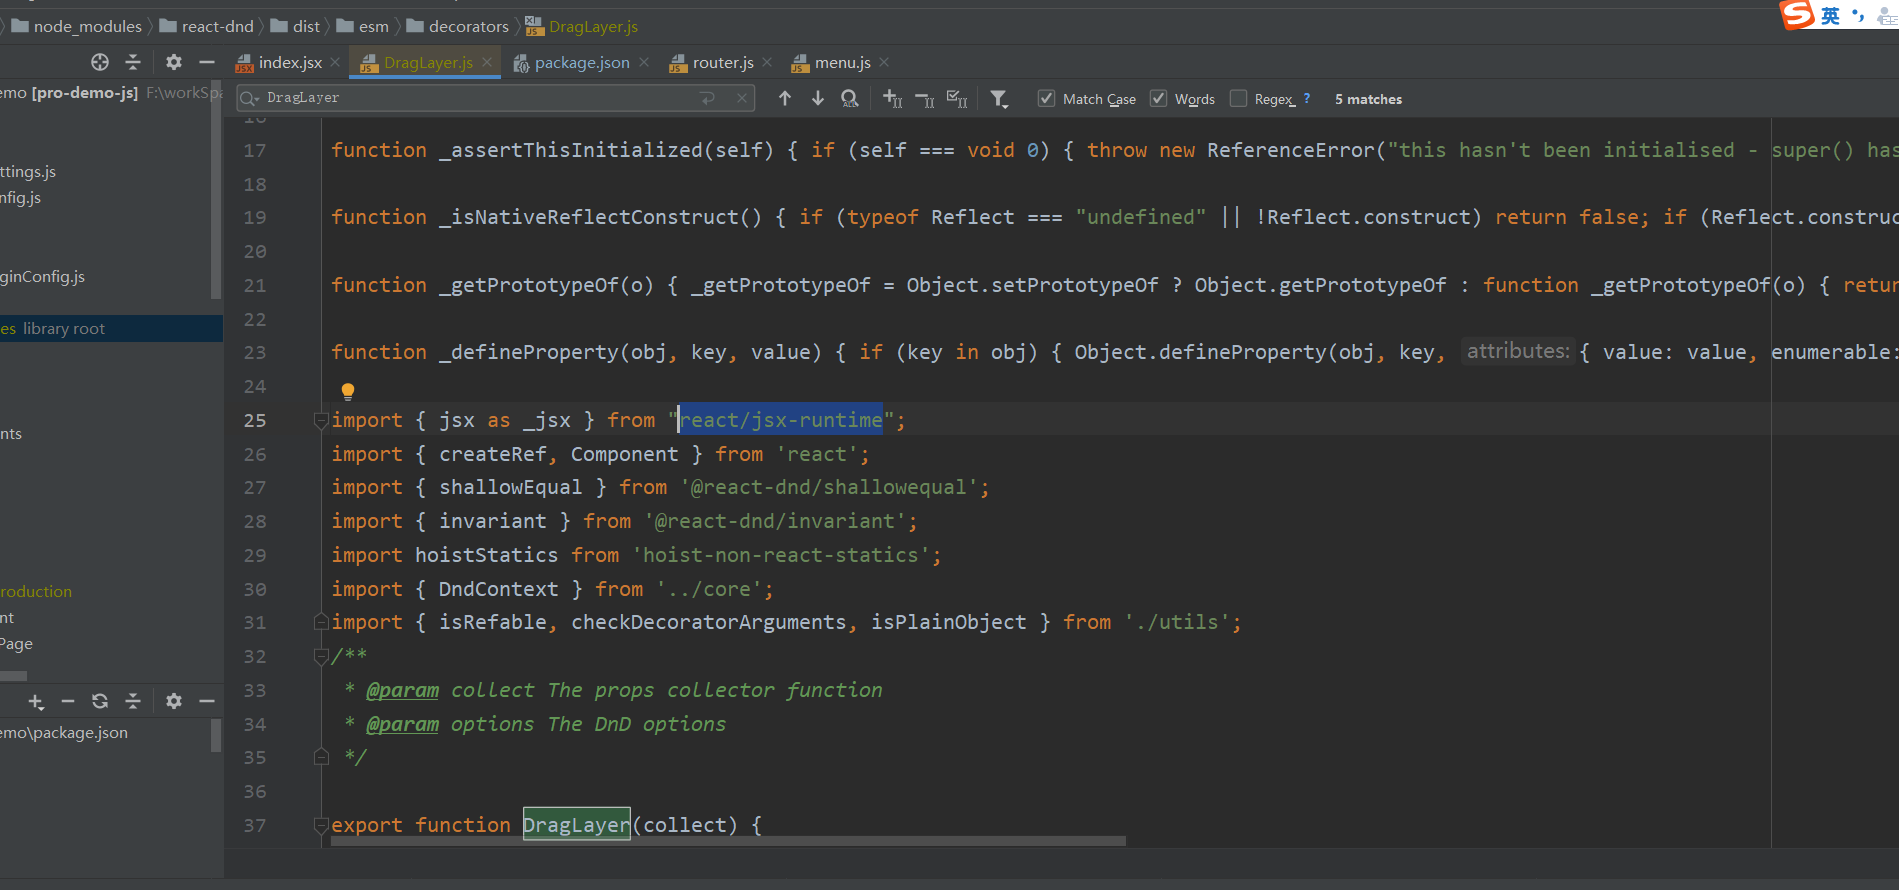 node_modules react-dnd dist esm decorators DragLayer.js
英
index.jsx DragLayer.js package.json router.js menu.js
emo [pro-demo-js] F:\workSpa
DragLayer Match Case Words Regex ? 5 matches
ttings.js
nfig.js
ginConfig.js
es library root
nts
roduction
nt
Page
emo\package.json
16
17 function _assertThisInitialized(self) { if (self === void 0) { throw new ReferenceError("this hasn't been initialised - super() has
18
19 function _isNativeReflectConstruct() { if (typeof Reflect === "undefined" || !Reflect.construct) return false; if (Reflect.construc
20
21 function _getPrototypeOf(o) { _getPrototypeOf = Object.setPrototypeOf ? Object.getPrototypeOf : function _getPrototypeOf(o) { retur
22
23 function _defineProperty(obj, key, value) { if (key in obj) { Object.defineProperty(obj, key, attributes: { value: value, enumerable:
24
25 import { jsx as _jsx } from "react/jsx-runtime";
26 import { createRef, Component } from 'react';
27 import { shallowEqual } from '@react-dnd/shallowequal';
28 import { invariant } from '@react-dnd/invariant';
29 import hoistStatics from 'hoist-non-react-statics';
30 import { DndContext } from '../core';
31 import { isRefable, checkDecoratorArguments, isPlainObject } from './utils';
32 /**
33 * @param collect The props collector function
34 * @param options The DnD options
35 */
36
37 export function DragLayer(collect) {